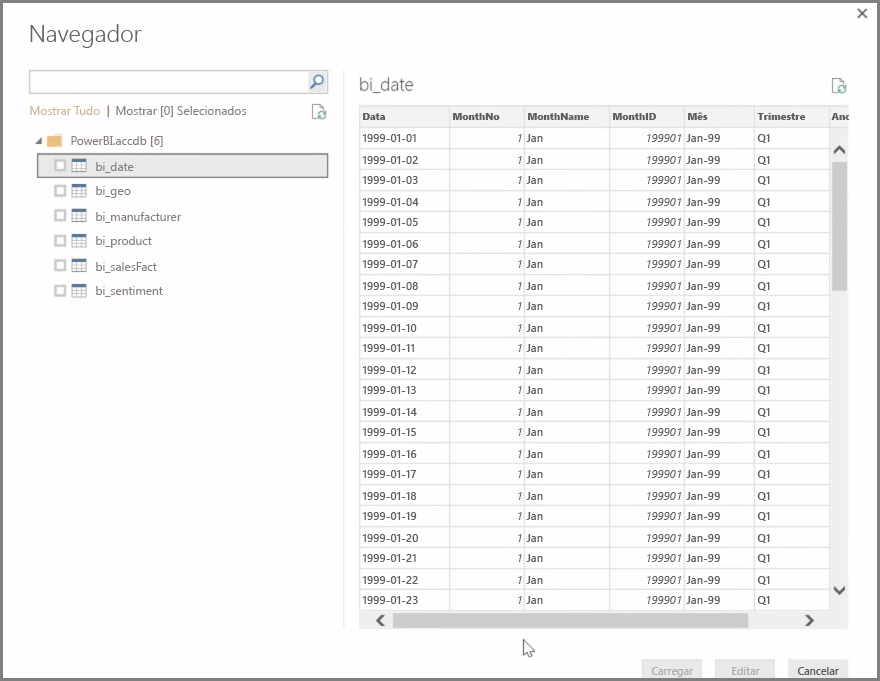 Navegador
Mostrar Tudo | Mostrar [0] Selecionados
PowerBI.accdb [6]
bi_date
bi_geo
bi_manufacturer
bi_product
bi_salesFact
bi_sentiment
bi_date
Data MonthNo MonthName MonthID Mês Trimestre Ano
1999-01-01 1 Jan 199901 Jan-99 Q1
1999-01-02 1 Jan 199901 Jan-99 Q1
1999-01-03 1 Jan 199901 Jan-99 Q1
1999-01-04 1 Jan 199901 Jan-99 Q1
1999-01-05 1 Jan 199901 Jan-99 Q1
1999-01-06 1 Jan 199901 Jan-99 Q1
1999-01-07 1 Jan 199901 Jan-99 Q1
1999-01-08 1 Jan 199901 Jan-99 Q1
1999-01-09 1 Jan 199901 Jan-99 Q1
1999-01-10 1 Jan 199901 Jan-99 Q1
1999-01-11 1 Jan 199901 Jan-99 Q1
1999-01-12 1 Jan 199901 Jan-99 Q1
1999-01-13 1 Jan 199901 Jan-99 Q1
1999-01-14 1 Jan 199901 Jan-99 Q1
1999-01-15 1 Jan 199901 Jan-99 Q1
1999-01-16 1 Jan 199901 Jan-99 Q1
1999-01-17 1 Jan 199901 Jan-99 Q1
1999-01-18 1 Jan 199901 Jan-99 Q1
1999-01-19 1 Jan 199901 Jan-99 Q1
1999-01-20 1 Jan 199901 Jan-99 Q1
1999-01-21 1 Jan 199901 Jan-99 Q1
1999-01-22 1 Jan 199901 Jan-99 Q1
1999-01-23 1 Jan 199901 Jan-99 Q1
Carregar Editar Cancelar